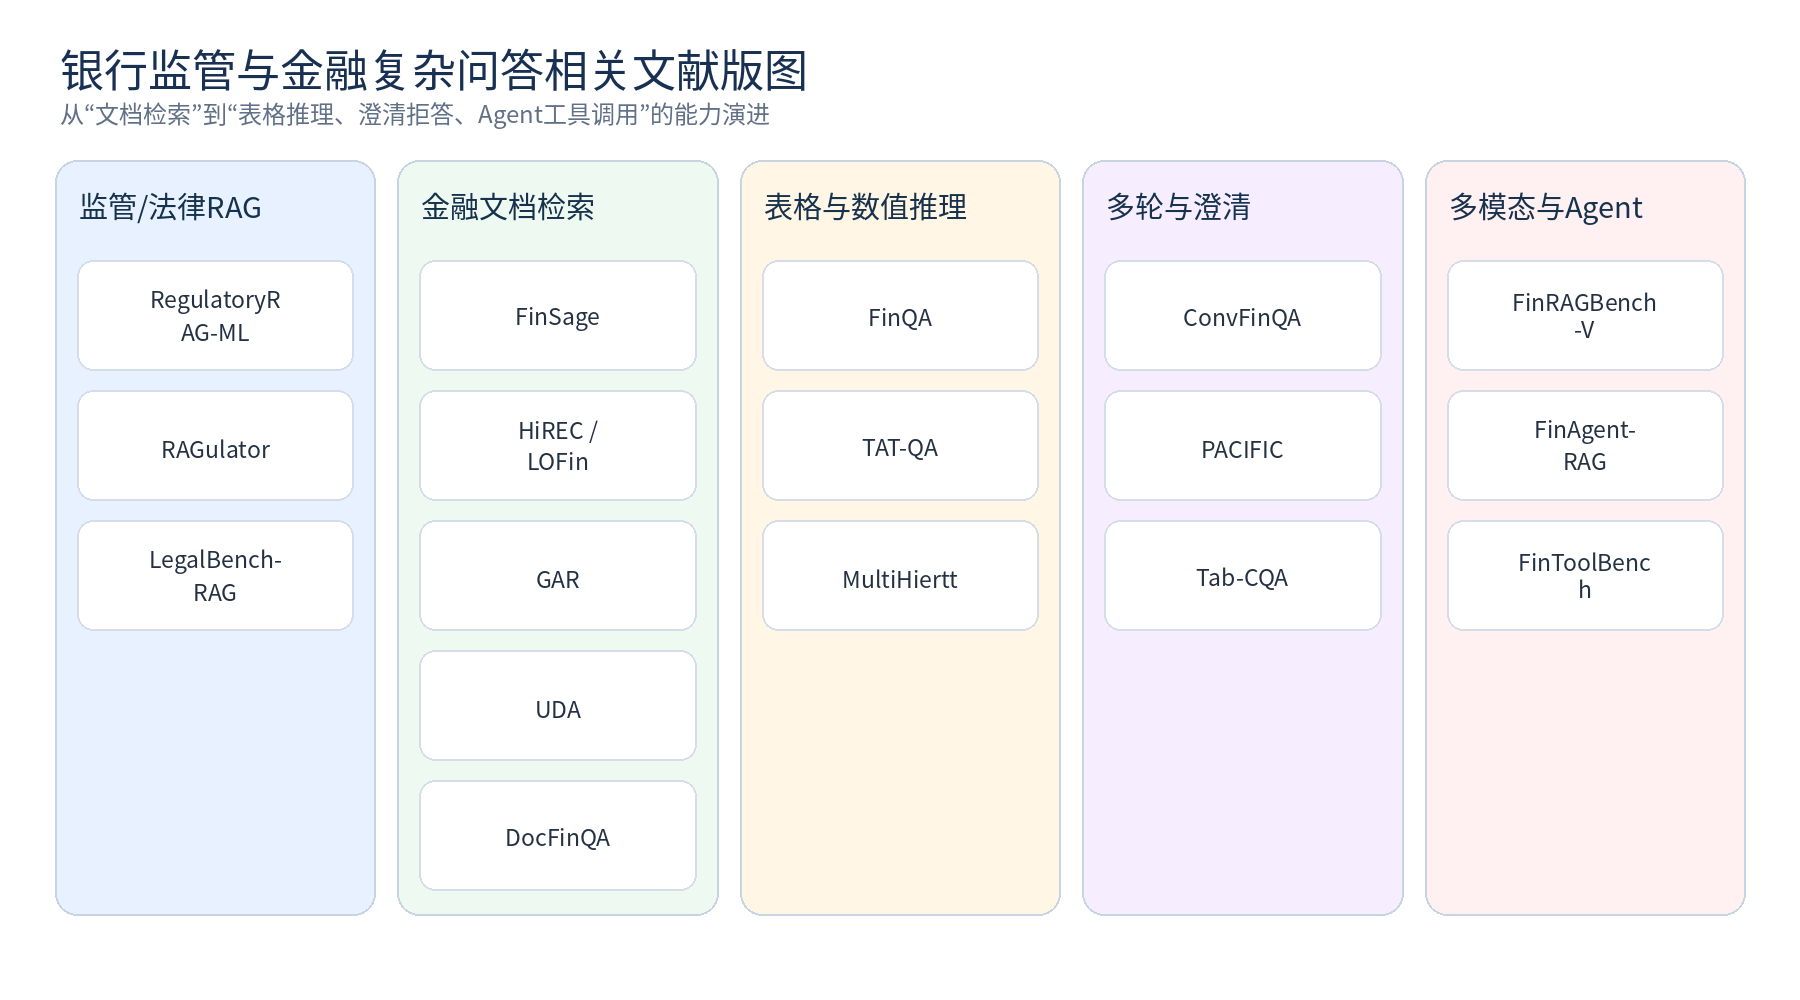 银行监管与金融复杂问答相关文献版图
从“文档检索”到“表格推理、澄清拒答、Agent工具调用”的能力演进
监管/法律RAG
RegulatoryR
AG-ML
RAGulator
LegalBench-
RAG
金融文档检索
FinSage
HiREC /
LOFin
GAR
UDA
DocFinQA
表格与数值推理
FinQA
TAT-QA
MultiHiertt
多轮与澄清
ConvFinQA
PACIFIC
Tab-CQA
多模态与Agent
FinRAGBench
-V
FinAgent-
RAG
FinToolBenc
h